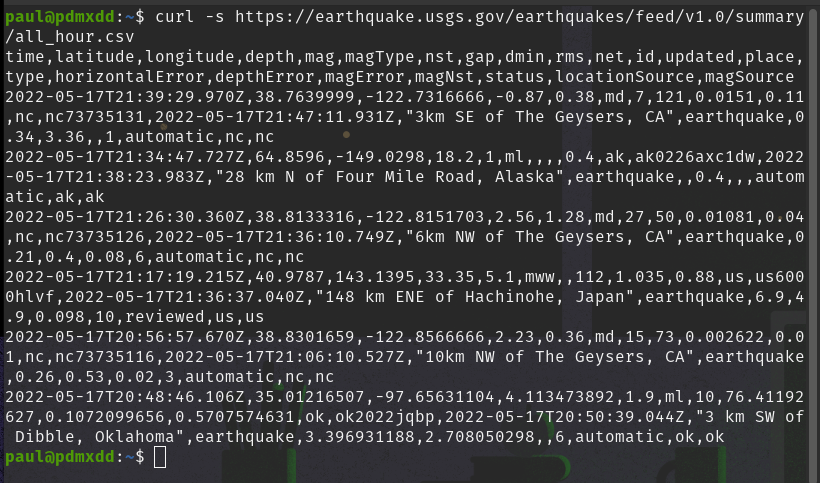 paul@pdmxdd:~$ curl -s https://earthquake.usgs.gov/earthquakes/feed/v1.0/summary
/all_hour.csv
time,latitude,longitude,depth,mag,magType,nst,gap,dmin,rms,net,id,updated,place,
type,horizontalError,depthError,magError,magNst,status,locationSource,magSource
2022-05-17T21:39:29.970Z,38.7639999,-122.7316666,-0.87,0.38,md,7,121,0.0151,0.11
,nc,nc73735131,2022-05-17T21:47:11.931Z,"3km SE of The Geysers, CA",earthquake,0
.34,3.36,,1,automatic,nc,nc
2022-05-17T21:34:47.727Z,64.8596,-149.0298,18.2,1,ml,,,,0.4,ak,ak0226axc1dw,2022
-05-17T21:38:23.983Z,"28 km N of Four Mile Road, Alaska",earthquake,,0.4,,,autom
atic,ak,ak
2022-05-17T21:26:30.360Z,38.8133316,-122.8151703,2.56,1.28,md,27,50,0.01081,0.04
,nc,nc73735126,2022-05-17T21:36:10.749Z,"6km NW of The Geysers, CA",earthquake,0
.21,0.4,0.08,6,automatic,nc,nc
2022-05-17T21:17:19.215Z,40.9787,143.1395,33.35,5.1,mww,,112,1.035,0.88,us,us600
0hlvf,2022-05-17T21:36:37.040Z,"148 km ENE of Hachinohe, Japan",earthquake,6.9,4
.9,0.098,10,reviewed,us,us
2022-05-17T20:56:57.670Z,38.8301659,-122.8566666,2.23,0.36,md,15,73,0.002622,0.0
1,nc,nc73735116,2022-05-17T21:06:10.527Z,"10km NW of The Geysers, CA",earthquake
,0.26,0.53,0.02,3,automatic,nc,nc
2022-05-17T20:48:46.106Z,35.01216507,-97.65631104,4.113473892,1.9,ml,10,76.41192
627,0.1072099656,0.5707574631,ok,ok2022jqbp,2022-05-17T20:50:39.044Z,"3 km SW of
 Dibble, Oklahoma",earthquake,3.396931188,2.708050298,,6,automatic,ok,ok
paul@pdmxdd:~$